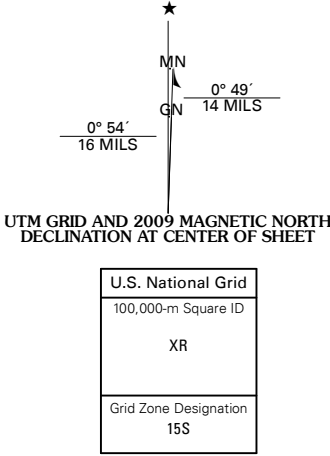 ★
MN
GN
0° 49´
14 MILS
0° 54´
16 MILS
UTM GRID AND 2009 MAGNETIC NORTH
DECLINATION AT CENTER OF SHEET
U.S. National Grid
100,000-m Square ID
XR
Grid Zone Designation
15S